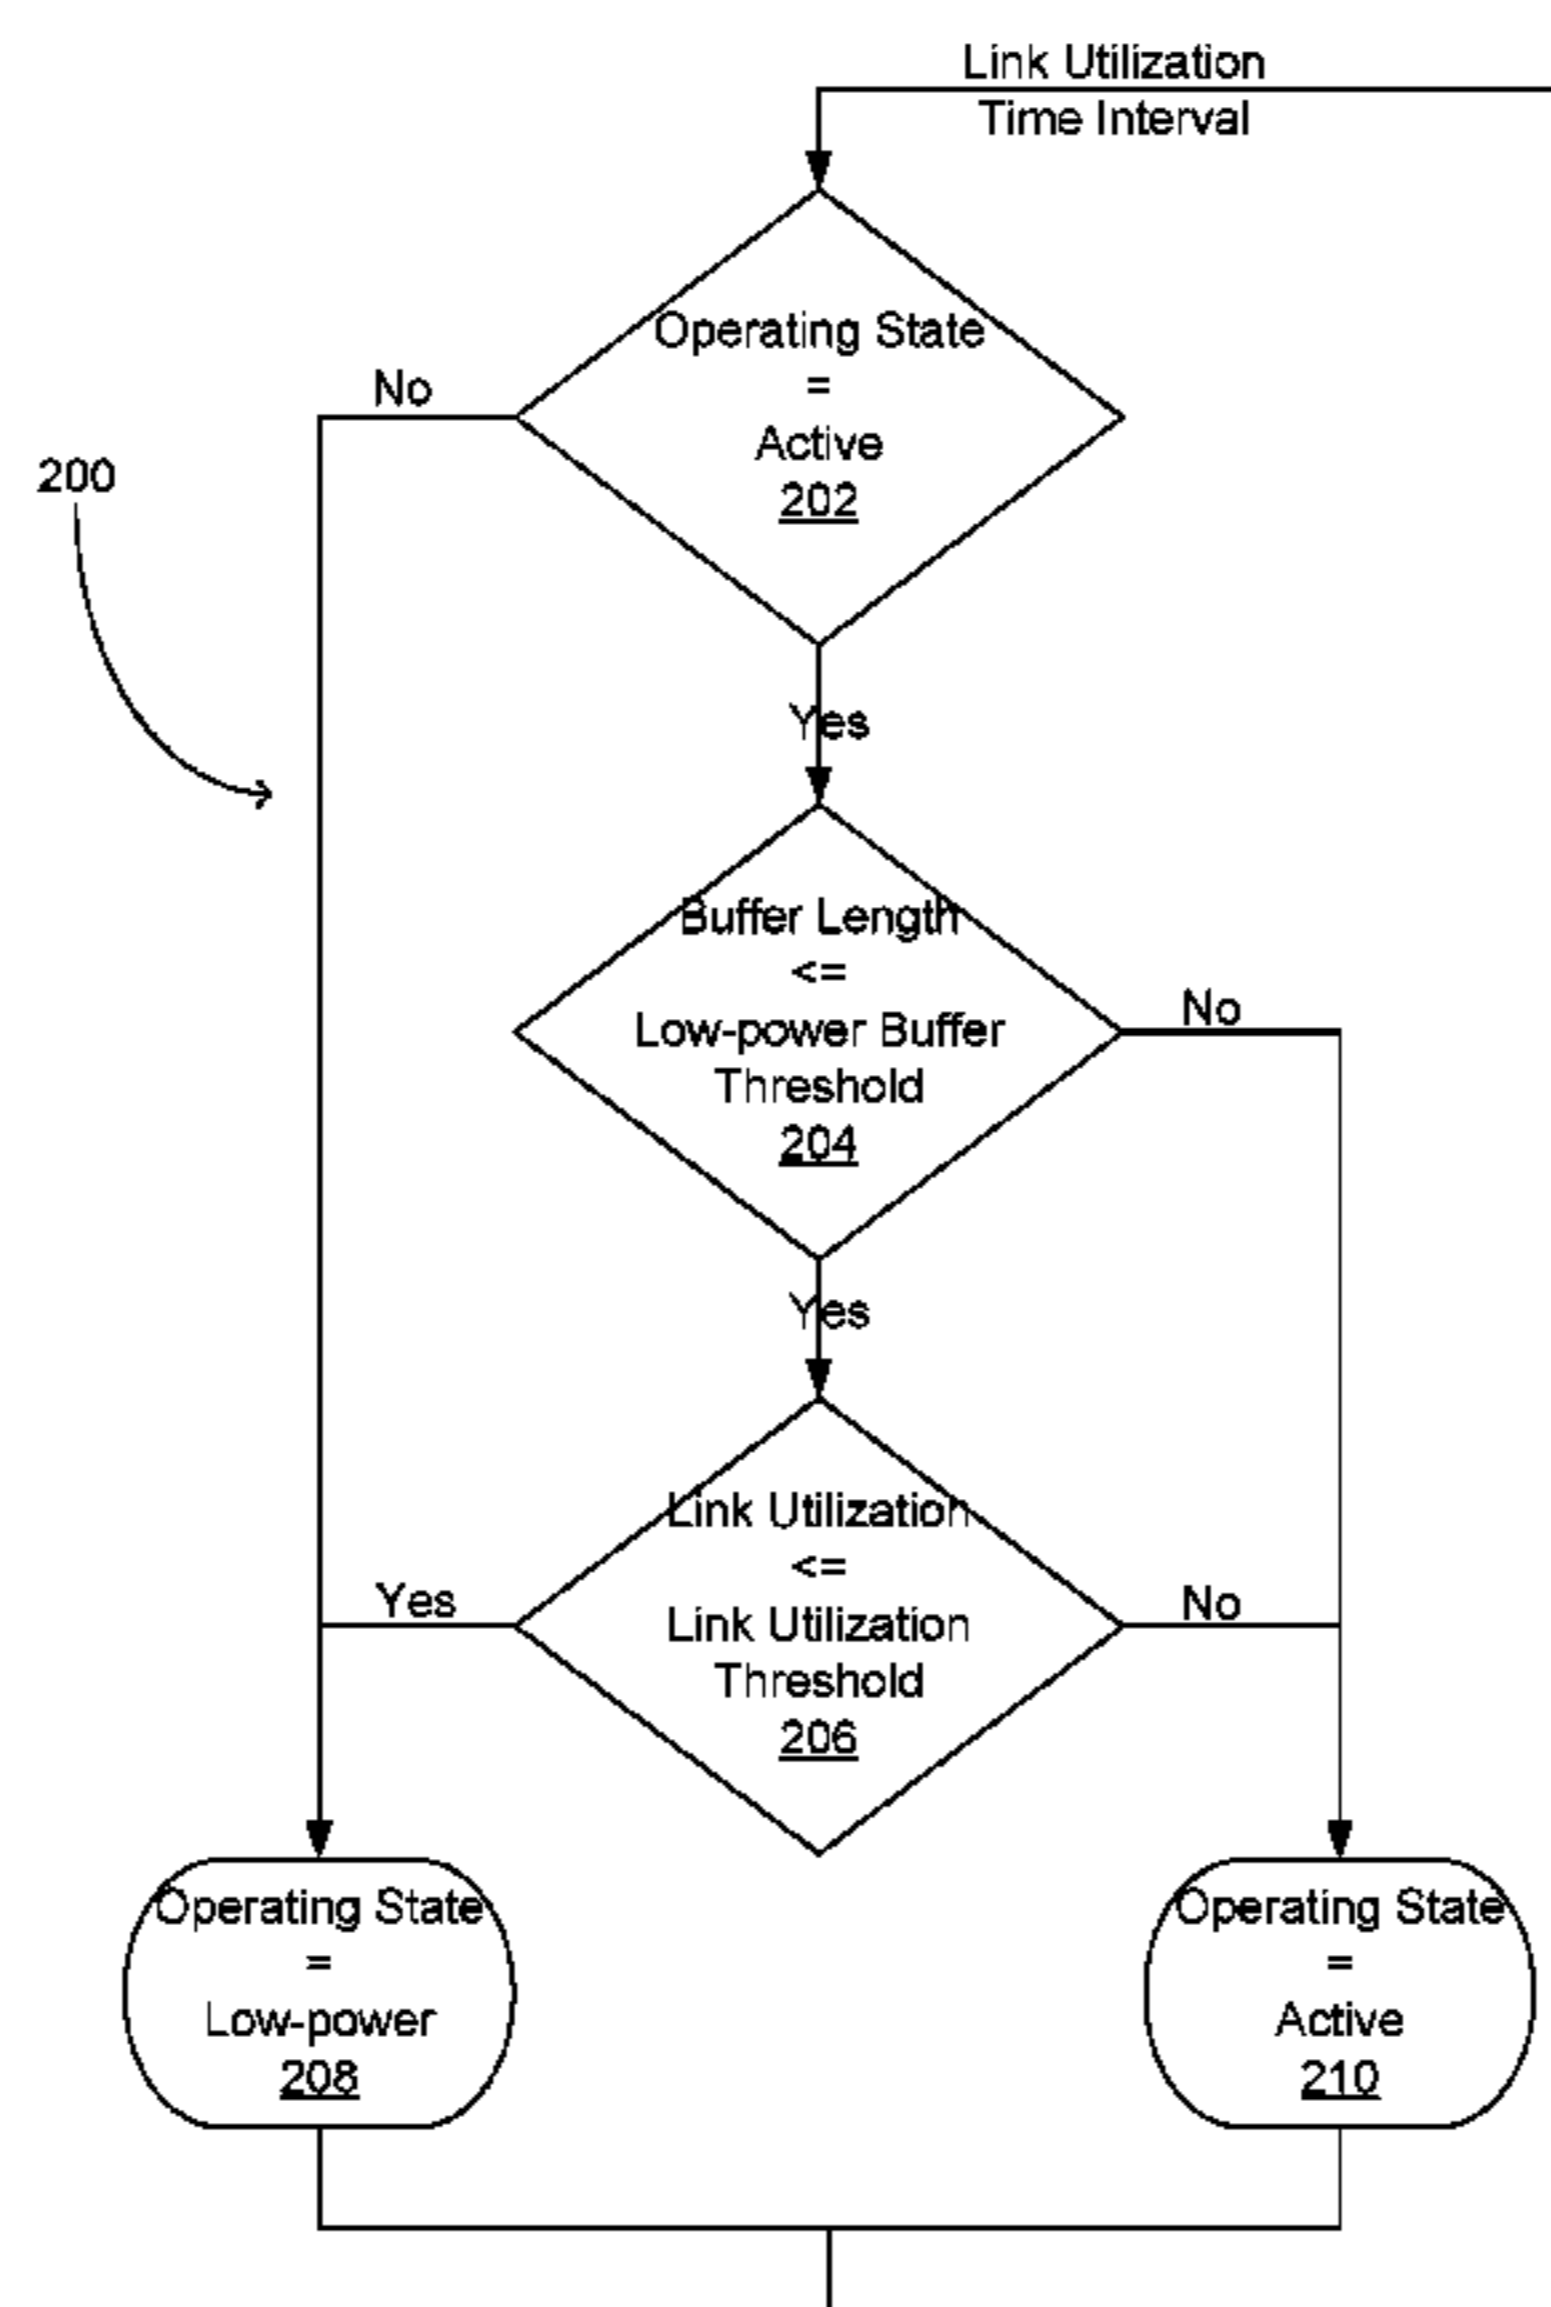 Link Utilization
Time Interval
Operating State
=
Active
202
No
200
Yes
Buffer Length
<=
Low-power Buffer
Threshold
204
No
Yes
Link Utilization
<=
Link Utilization
Threshold
206
Yes
No
Operating State
=
Low-power
208
Operating State
=
Active
210